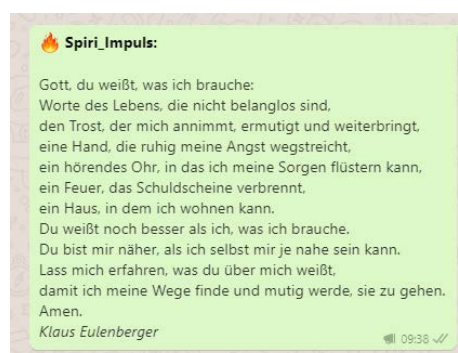 Spiri_Impuls:
Gott, du weißt, was ich brauche:
Worte des Lebens, die nicht belanglos sind,
den Trost, der mich annimmt, ermutigt und weiterbringt,
eine Hand, die ruhig meine Angst wegstreicht,
ein hörendes Ohr, in das ich meine Sorgen flüstern kann,
ein Feuer, das Schuldscheine verbrennt,
ein Haus, in dem ich wohnen kann.
Du weißt noch besser als ich, was ich brauche.
Du bist mir näher, als ich selbst mir je nahe sein kann.
Lass mich erfahren, was du über mich weißt,
damit ich meine Wege finde und mutig werde, sie zu gehen.
Amen.
Klaus Eulenberger
09:38